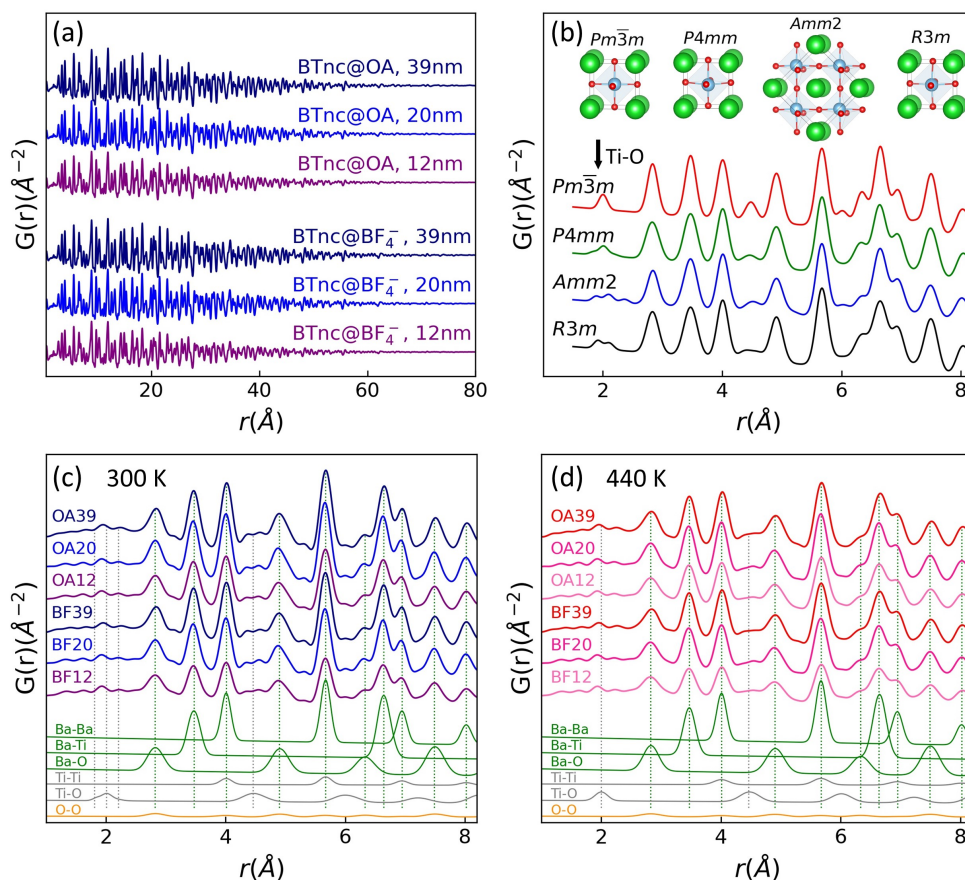 (a)
BTnc@OA, 39nm
BTnc@OA, 20nm
BTnc@OA, 12nm
BTnc@BF₄⁻, 39nm
BTnc@BF₄⁻, 20nm
BTnc@BF₄⁻, 12nm
G(r)(Å⁻²)
20 40 60 80
r(Å)
(b)
Pm3̅m P4mm Amm2 R3m
Ti-O
Pm3̅m
P4mm
Amm2
R3m
G(r)(Å⁻²)
2 4 6 8
r(Å)
(c) 300 K
OA39
OA20
OA12
BF39
BF20
BF12
Ba-Ba
Ba-Ti
Ba-O
Ti-Ti
Ti-O
O-O
G(r)(Å⁻²)
2 4 6 8
r(Å)
(d) 440 K
OA39
OA20
OA12
BF39
BF20
BF12
Ba-Ba
Ba-Ti
Ba-O
Ti-Ti
Ti-O
O-O
G(r)(Å⁻²)
2 4 6 8
r(Å)